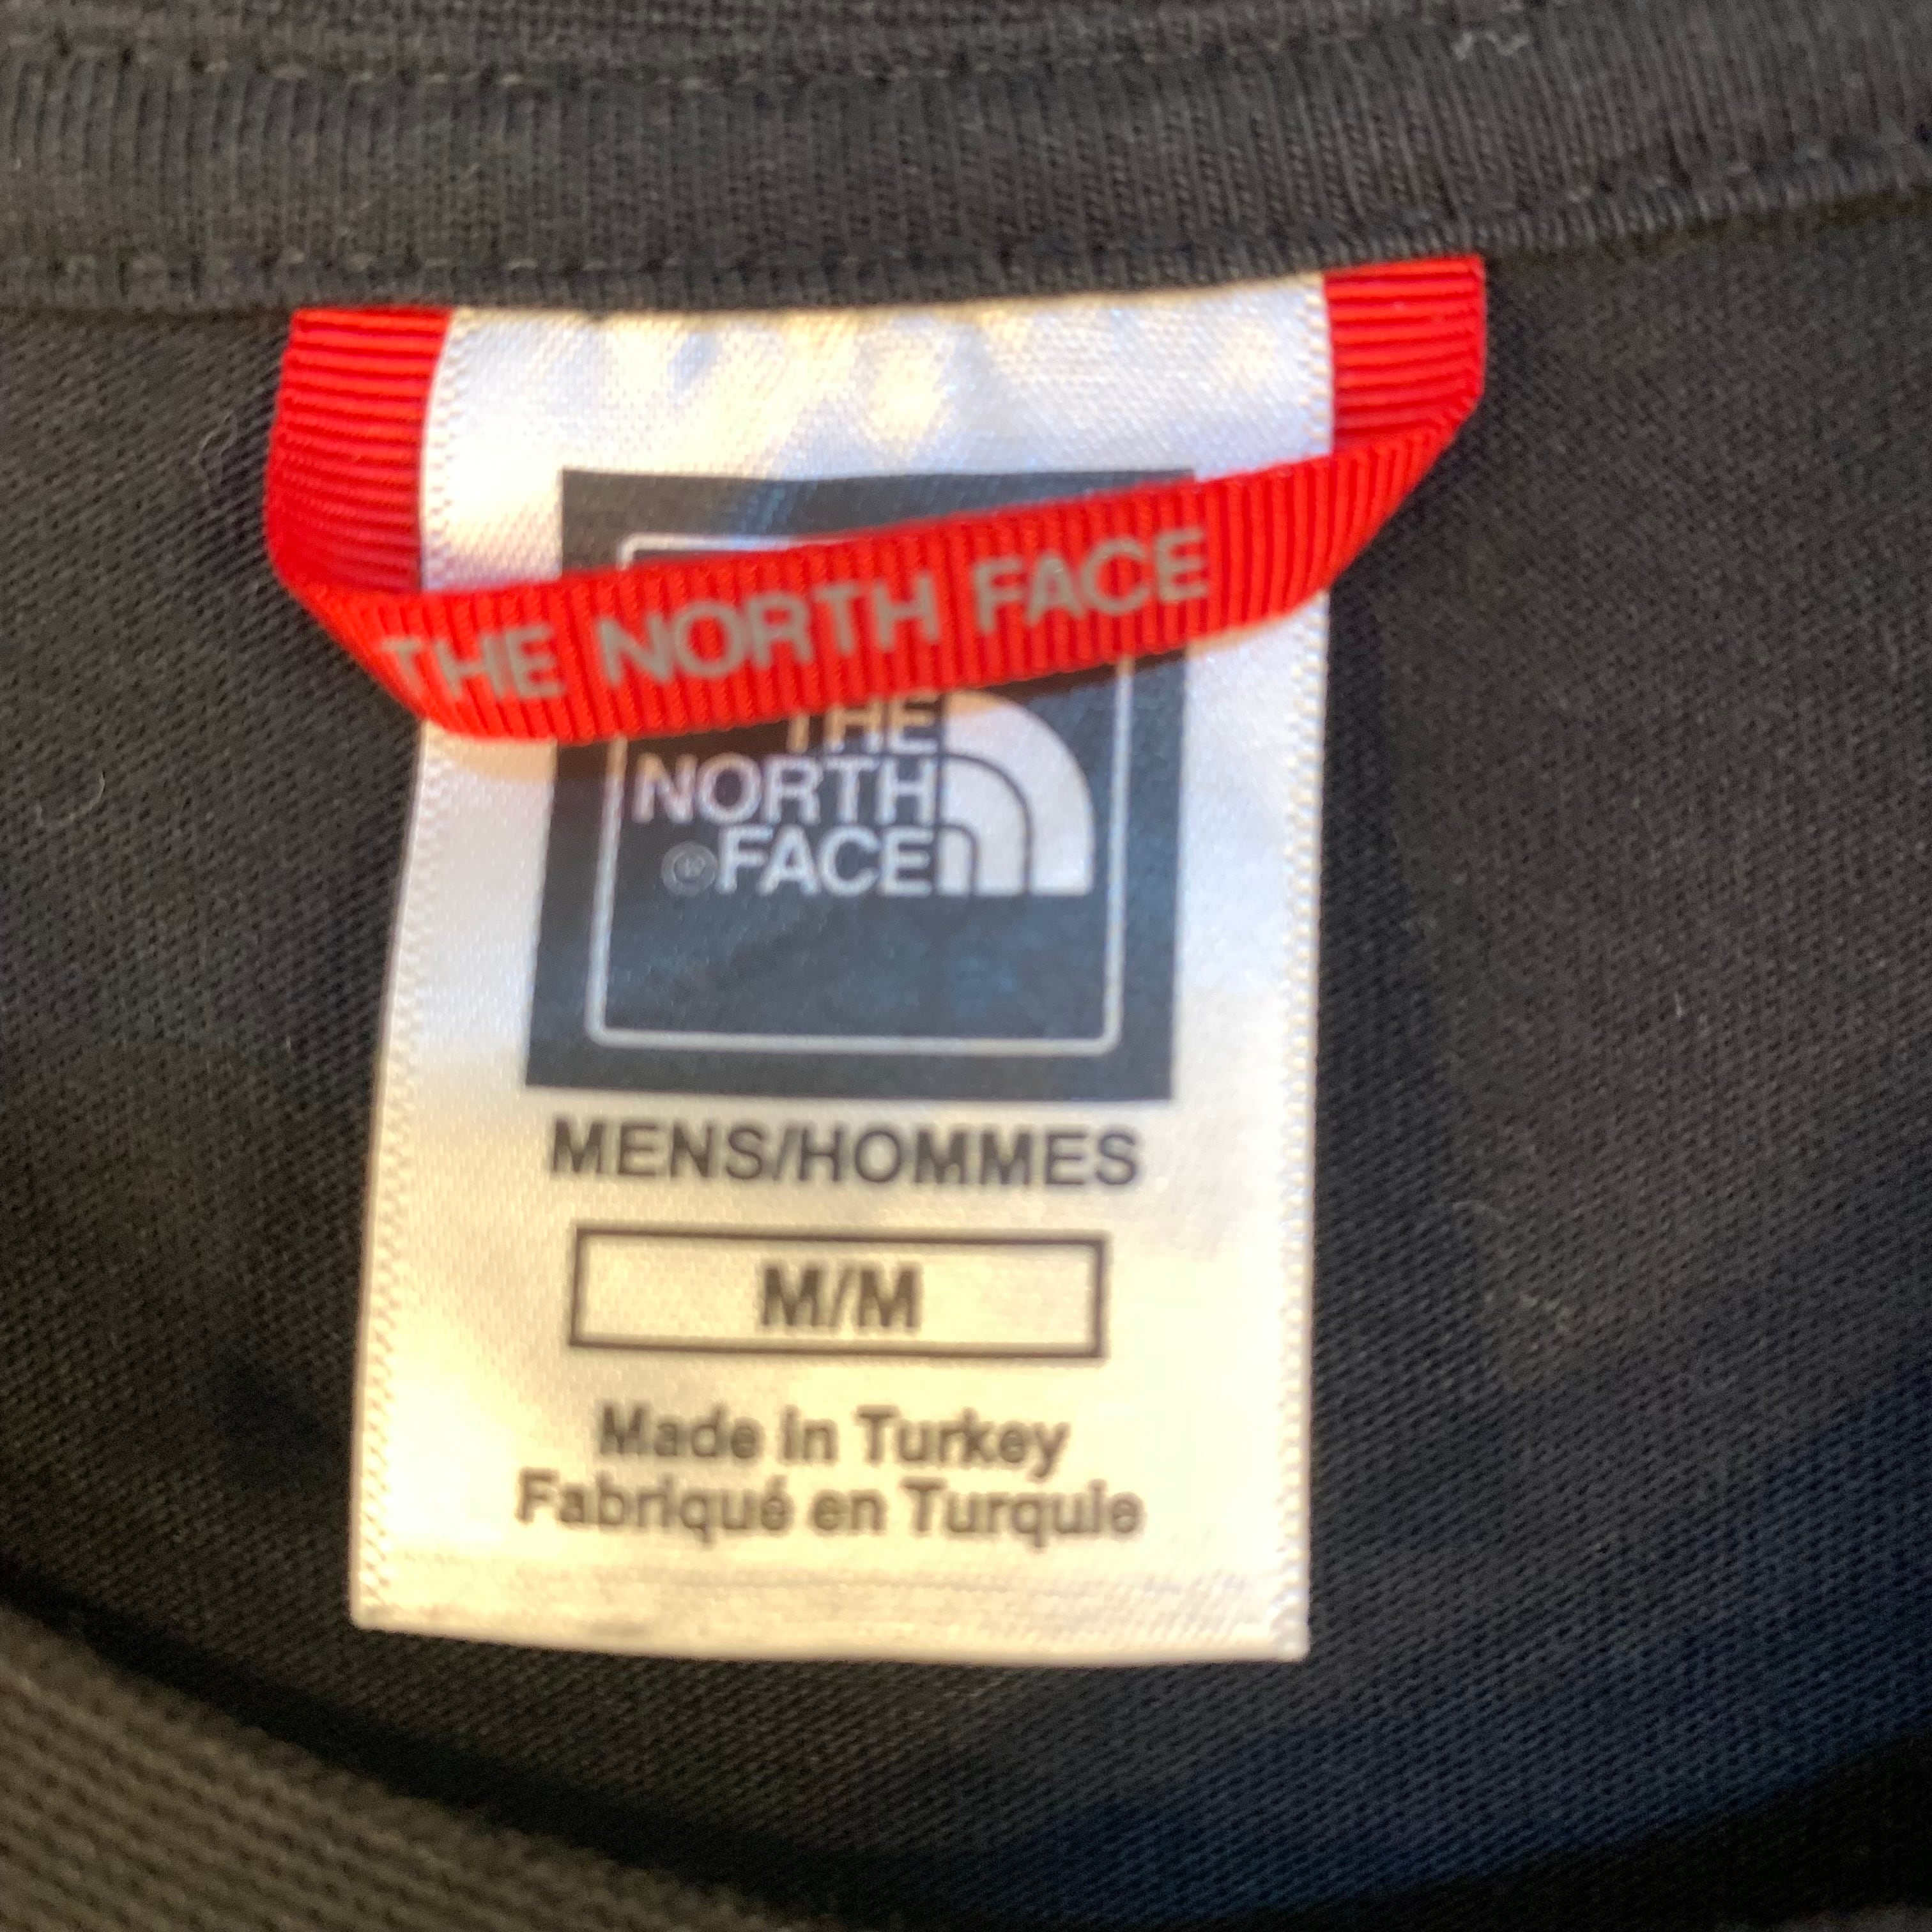 THE NORTH FACE
THE
NORTH
FACE
MENS/HOMMES
M/M
Made in Turkey
Fabriqué en Turquie